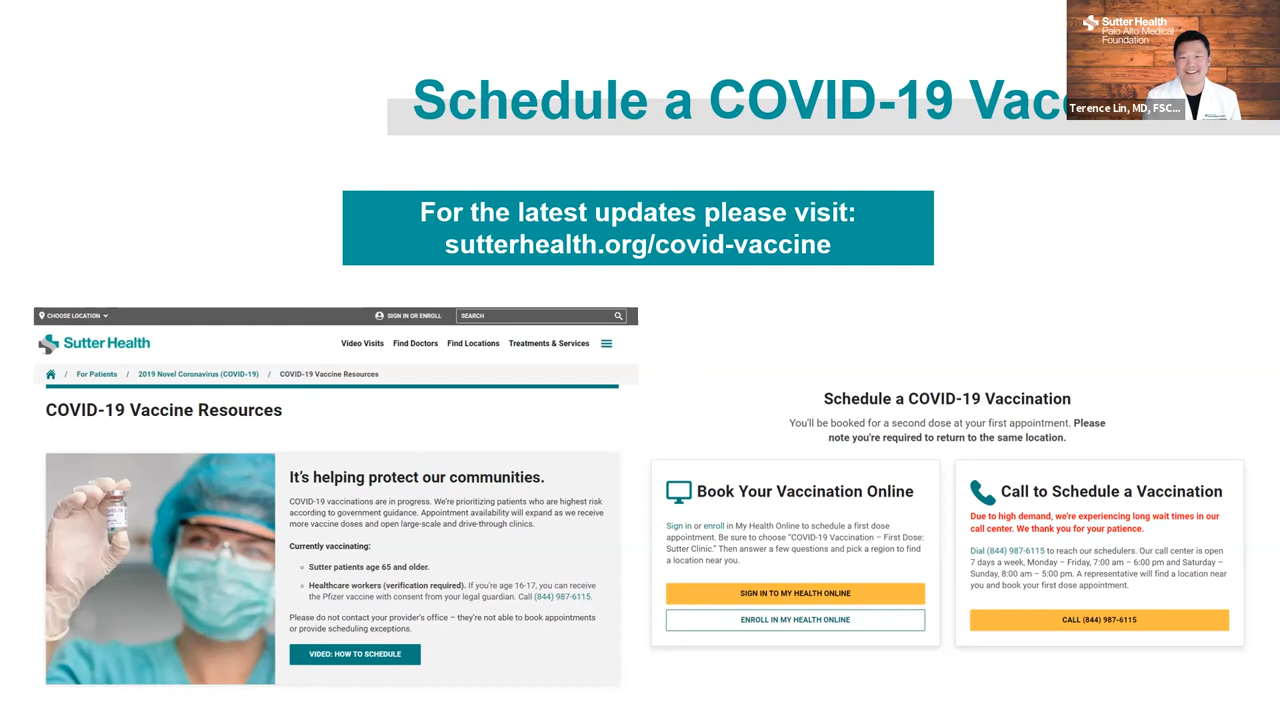 Schedule a COVID-19 Vac
Sutter Health
Palo Alto Medical
Foundation
Terence Lin, MD, FSC...
For the latest updates please visit:
sutterhealth.org/covid-vaccine
CHOOSE LOCATION
SIGN IN OR ENROLL
SEARCH
Sutter Health
Video Visits
Find Doctors
Find Locations
Treatments & Services
/ For Patients / 2019 Novel Coronavirus (COVID-19) / COVID-19 Vaccine Resources
COVID-19 Vaccine Resources
It's helping protect our communities.
COVID-19 vaccinations are in progress. We're prioritizing patients who are highest risk
according to government guidance. Appointment availability will expand as we receive
more vaccine doses and open large-scale and drive-through clinics.
Currently vaccinating:
Sutter patients age 65 and older.
Healthcare workers (verification required). If you're age 16-17, you can receive
the Pfizer vaccine with consent from your legal guardian. Call (844) 987-6115.
Please do not contact your provider's office – they're not able to book appointments
or provide scheduling exceptions.
VIDEO: HOW TO SCHEDULE
Schedule a COVID-19 Vaccination
You'll be booked for a second dose at your first appointment. Please
note you're required to return to the same location.
Book Your Vaccination Online
Sign in or enroll in My Health Online to schedule a first dose
appointment. Be sure to choose “COVID-19 Vaccination – First Dose:
Sutter Clinic.” Then answer a few questions and pick a region to find
a location near you.
SIGN IN TO MY HEALTH ONLINE
ENROLL IN MY HEALTH ONLINE
Call to Schedule a Vaccination
Due to high demand, we're experiencing long wait times in our
call center. We thank you for your patience.
Dial (844) 987-6115 to reach our schedulers. Our call center is open
7 days a week, Monday – Friday, 7:00 am – 6:00 pm and Saturday –
Sunday, 8:00 am – 5:00 pm. A representative will find a location near
you and book your first dose appointment.
CALL (844) 987-6115